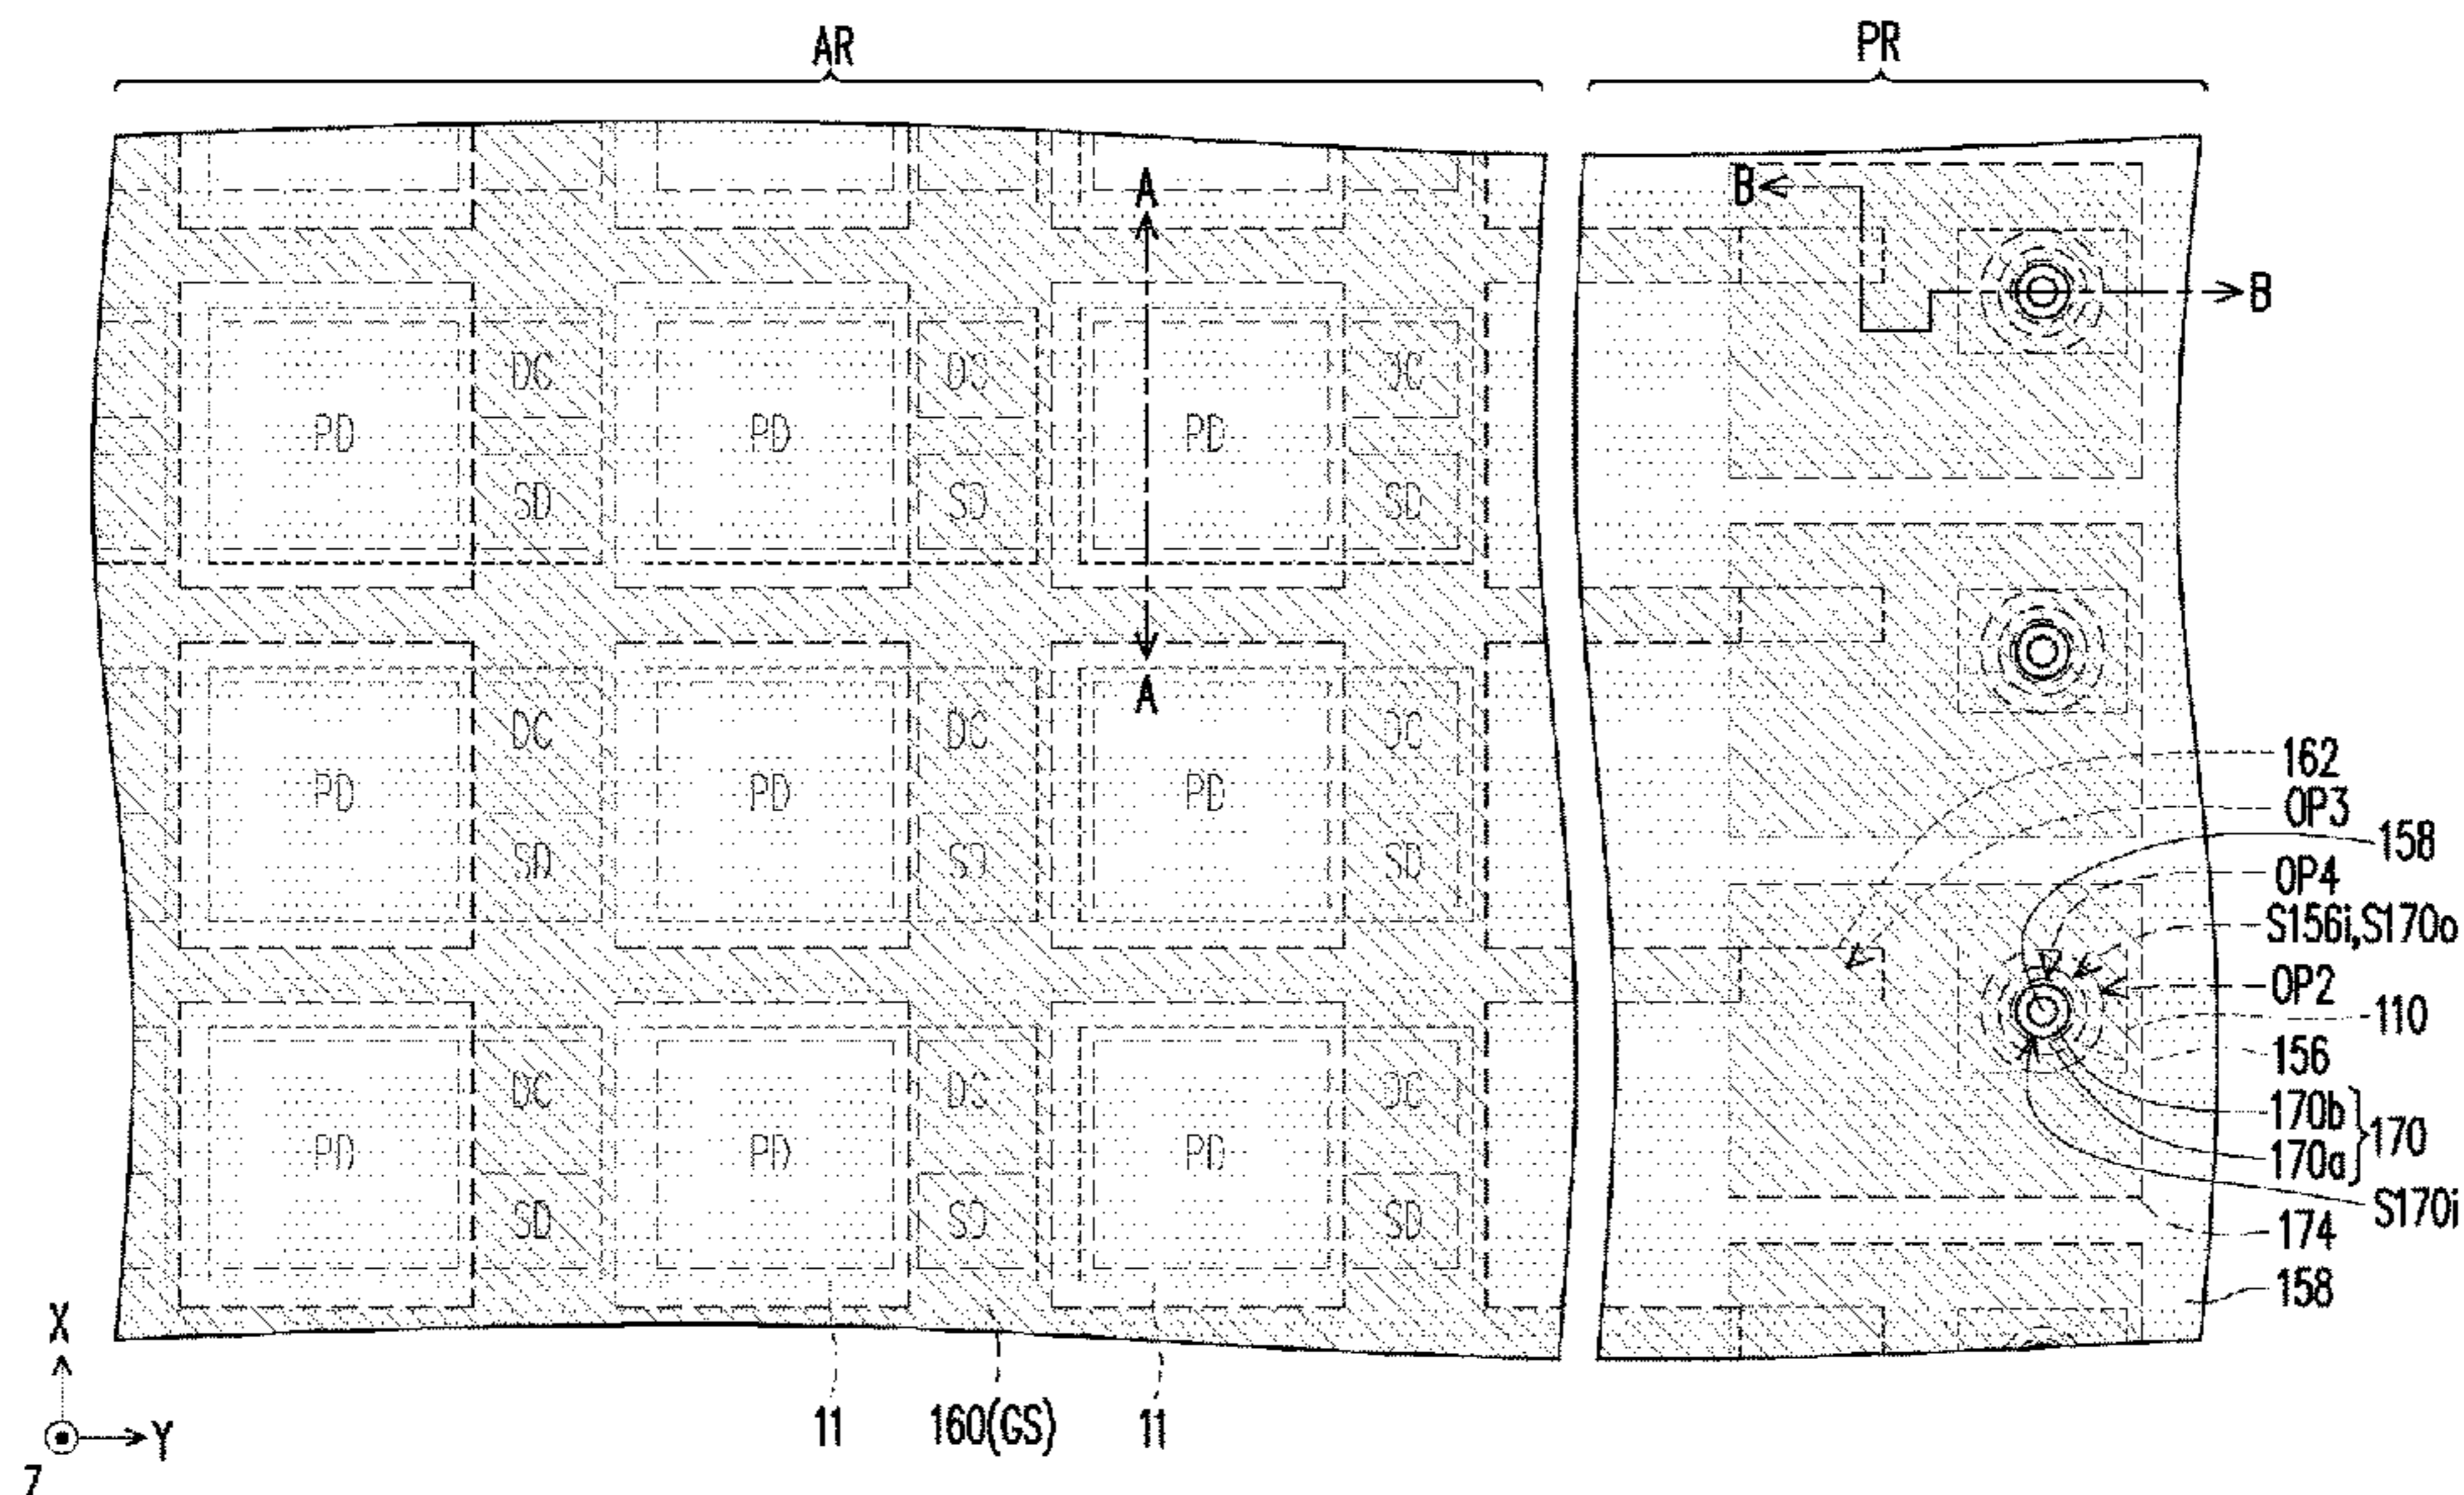 AR PR
A B
B
DC DC DC
PD PD PD
SD SD SD
A
DC DC DC
PD PD PD
SD SD SD
162
OP3
158
OP4
S156i,S170o
OP2
110
156
170b
170a
170
S170i
174
158
DC DC DC
PD PD PD
SD SD SD
X
Y
Z
11 160(GS) 11